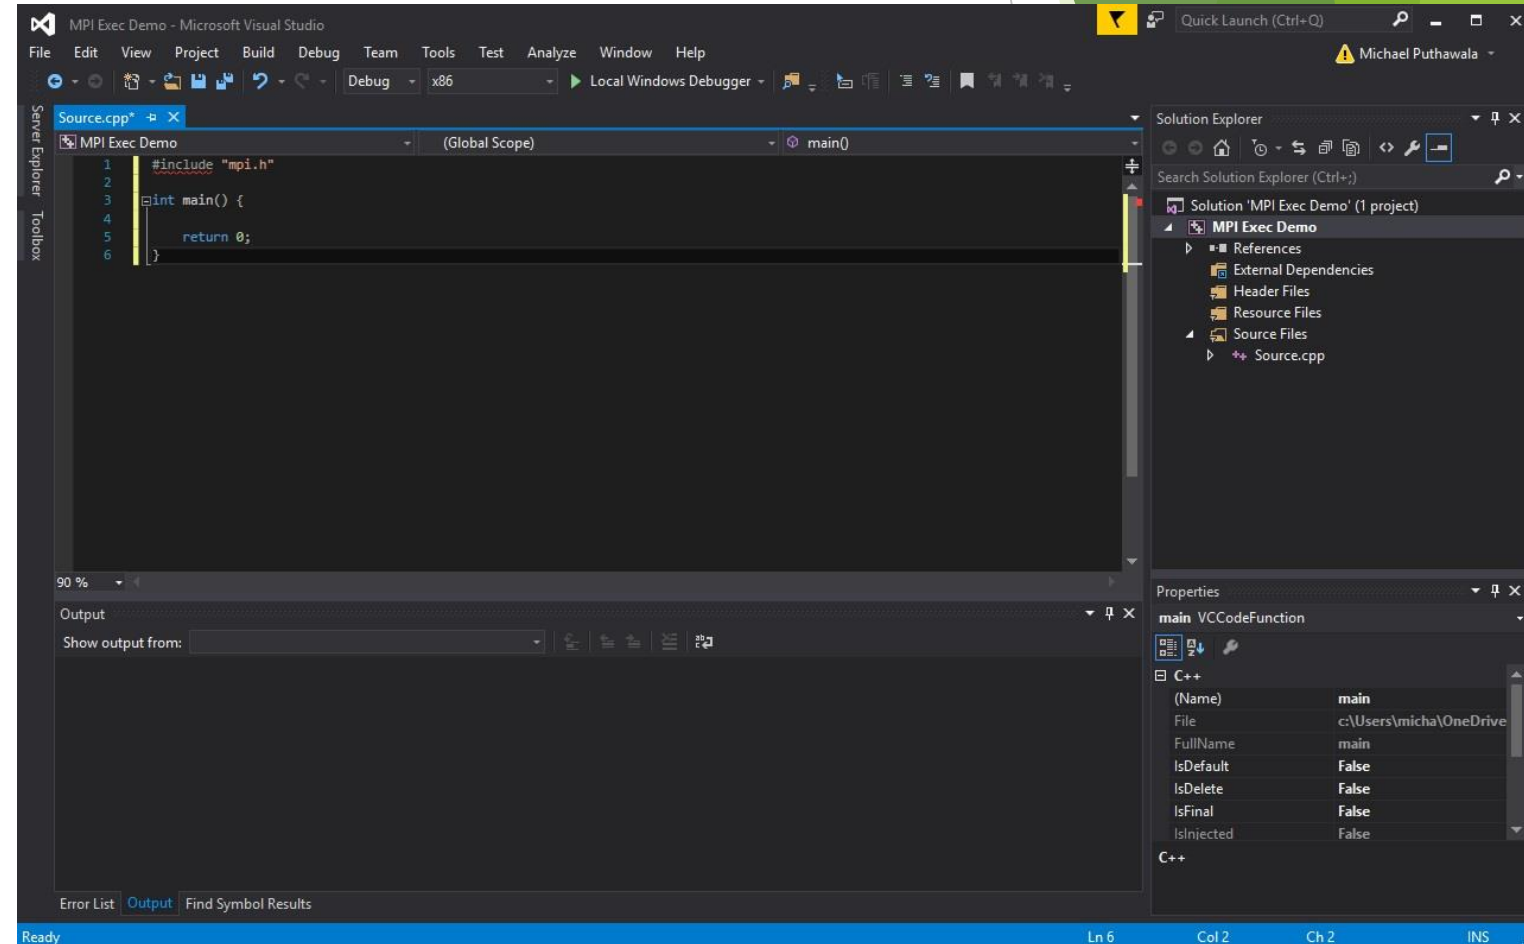 MPI Exec Demo - Microsoft Visual Studio
Quick Launch (Ctrl+Q)
File Edit View Project Build Debug Team Tools Test Analyze Window Help
Michael Puthawala
Debug x86 Local Windows Debugger
Server Explorer
Toolbox
Source.cpp*
MPI Exec Demo (Global Scope) main()
1 #include "mpi.h"
2
3 int main() {
4
5 return 0;
6 }
90 %
Output
Show output from:
Error List Output Find Symbol Results
Solution Explorer
Search Solution Explorer (Ctrl+;)
Solution 'MPI Exec Demo' (1 project)
MPI Exec Demo
References
External Dependencies
Header Files
Resource Files
Source Files
Source.cpp
Properties
main VCCodeFunction
C++
(Name) main
File c:\Users\micha\OneDrive
FullName main
IsDefault False
IsDelete False
IsFinal False
IsInjected False
C++
Ready Ln 6 Col 2 Ch 2 INS